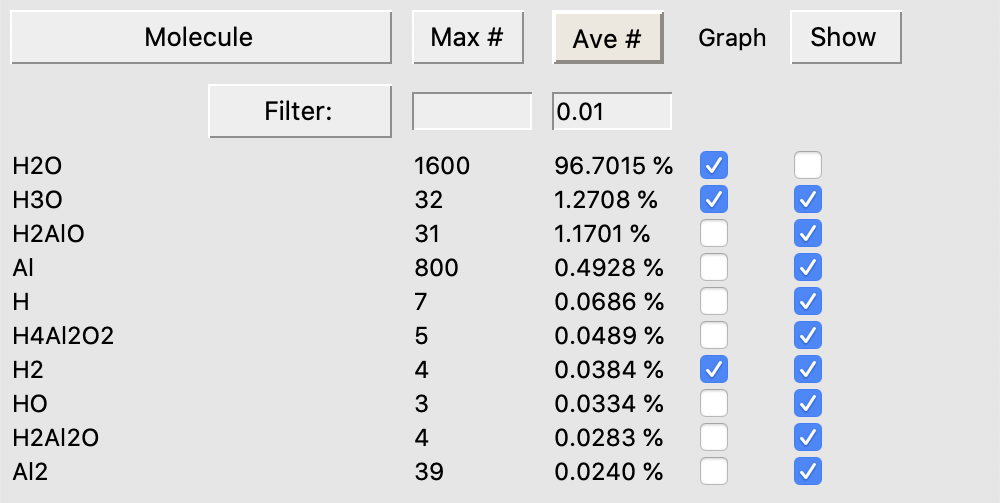 Molecule Max # Ave # Graph Show
Filter: 0.01
H2O 1600 96.7015 %
H3O 32 1.2708 %
H2AlO 31 1.1701 %
Al 800 0.4928 %
H 7 0.0686 %
H4Al2O2 5 0.0489 %
H2 4 0.0384 %
HO 3 0.0334 %
H2Al2O 4 0.0283 %
Al2 39 0.0240 %